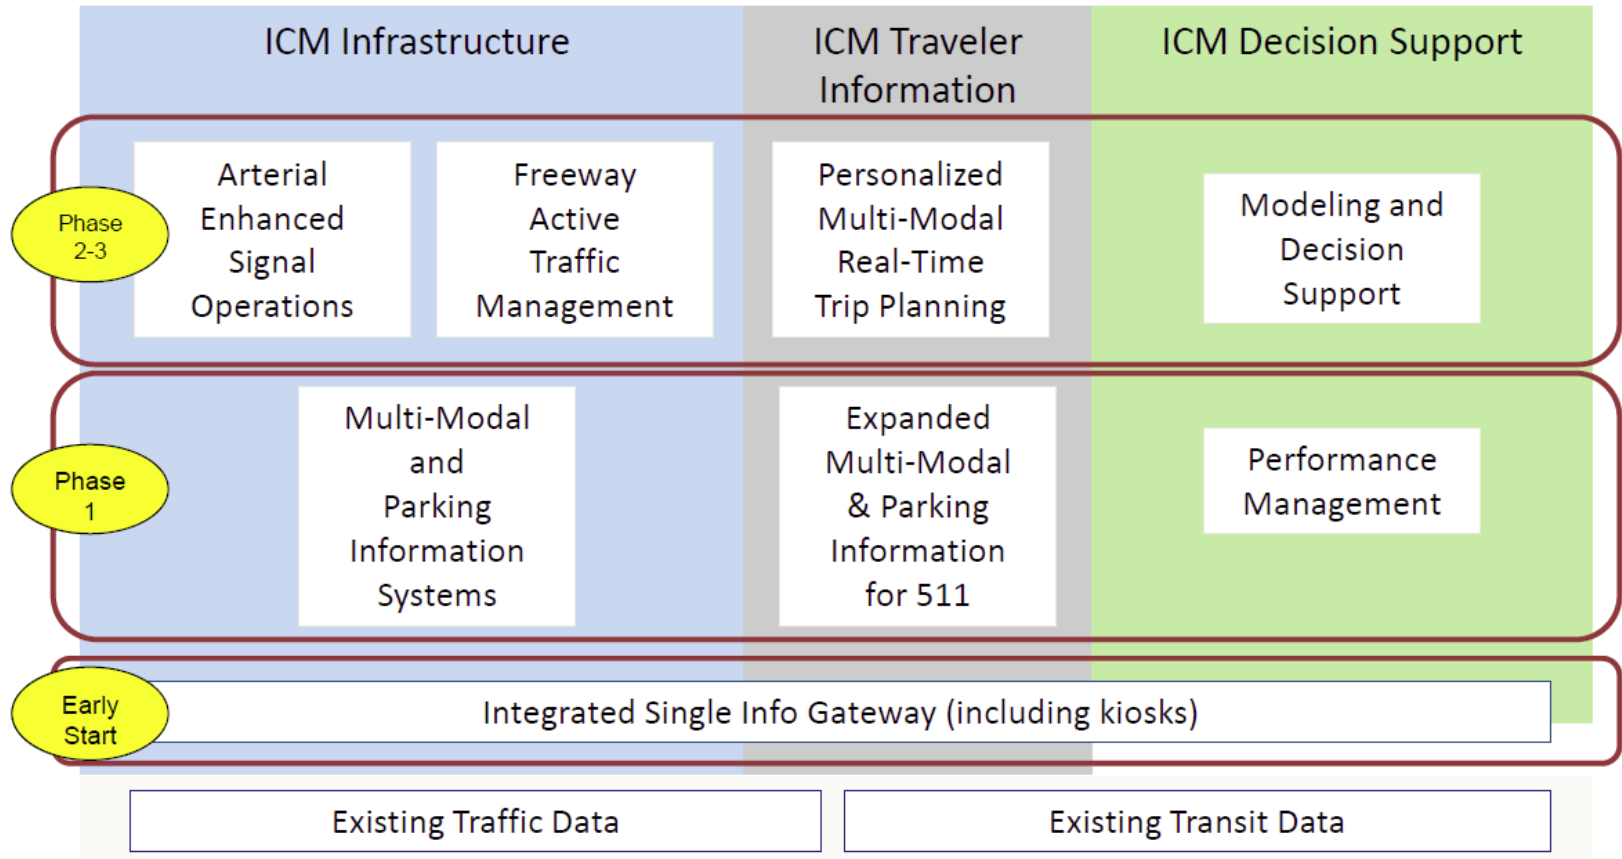 ICM Infrastructure
ICM Traveler
Information
ICM Decision Support
Phase
2-3
Arterial
Enhanced
Signal
Operations
Freeway
Active
Traffic
Management
Personalized
Multi-Modal
Real-Time
Trip Planning
Modeling and
Decision
Support
Phase
1
Multi-Modal
and
Parking
Information
Systems
Expanded
Multi-Modal
& Parking
Information
for 511
Performance
Management
Early
Start
Integrated Single Info Gateway (including kiosks)
Existing Traffic Data
Existing Transit Data